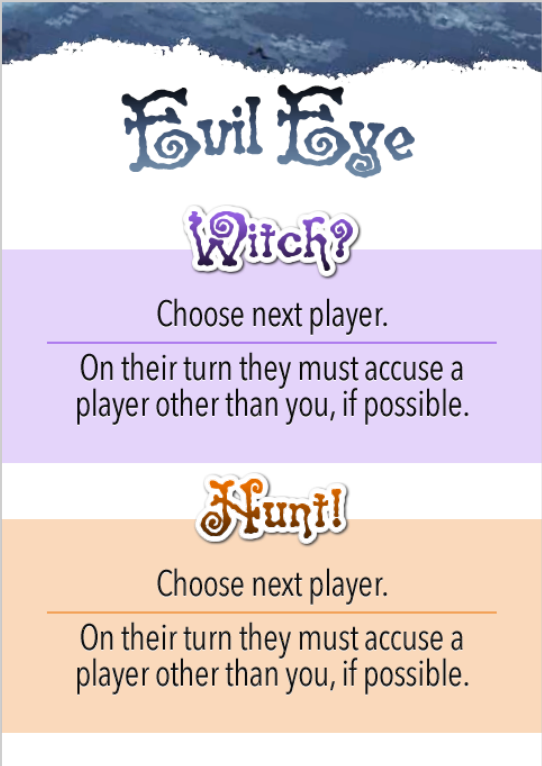 Evil Eye
Witch?
Choose next player.
On their turn they must accuse a
player other than you, if possible.
Hunt!
Choose next player.
On their turn they must accuse a
player other than you, if possible.